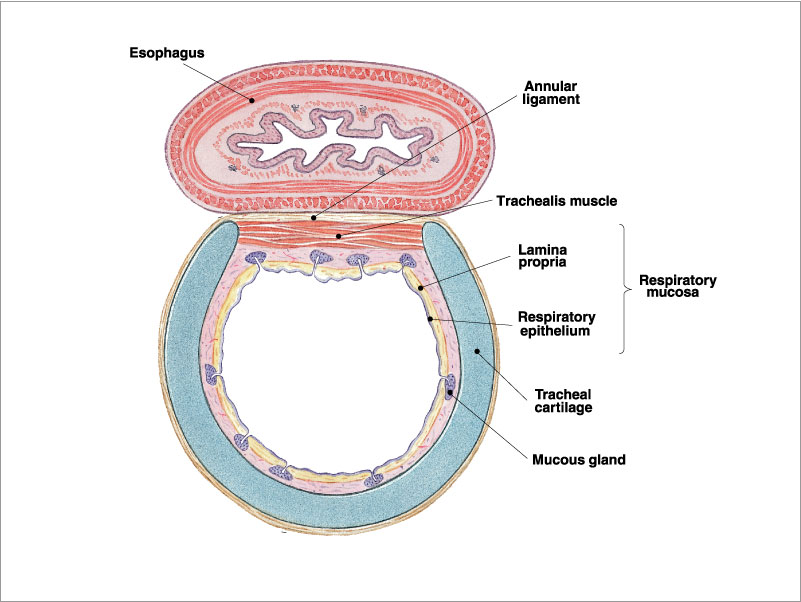 Esophagus
Annular
ligament
Trachealis muscle
Lamina
propria
Respiratory
mucosa
Respiratory
epithelium
Tracheal
cartilage
Mucous gland